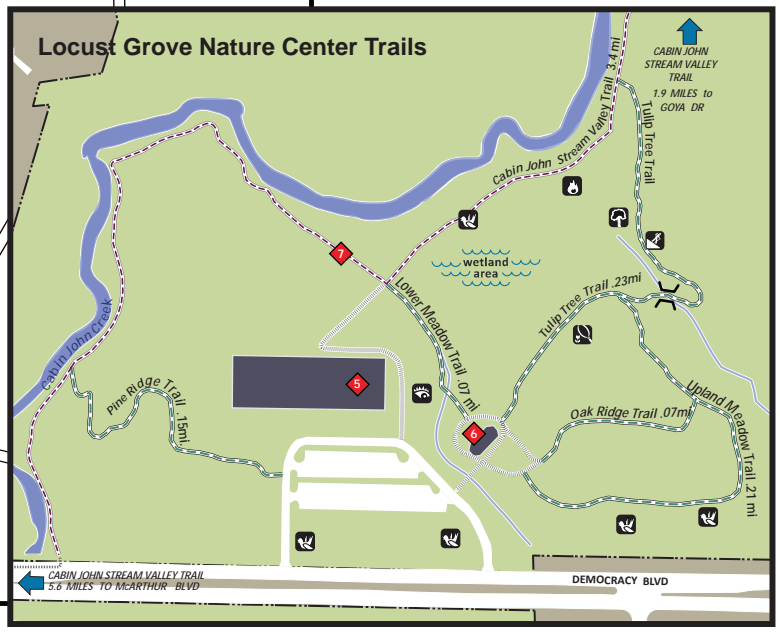 Locust Grove Nature Center Trails
CABIN JOHN
STREAM VALLEY
TRAIL
1.9 MILES to
GOYA DR
Cabin John Stream Valley Trail 3.4 mi
Tulip Tree Trail
7
wetland
area
Lower Meadow Trail .07 mi
Tulip Tree Trail .23mi
Cabin John Creek
Pine Ridge Trail .15mi.
5
6
Oak Ridge Trail .07mi
Upland Meadow Trail .21 mi
CABIN JOHN STREAM VALLEY TRAIL
5.6 MILES TO McARTHUR BLVD
DEMOCRACY BLVD